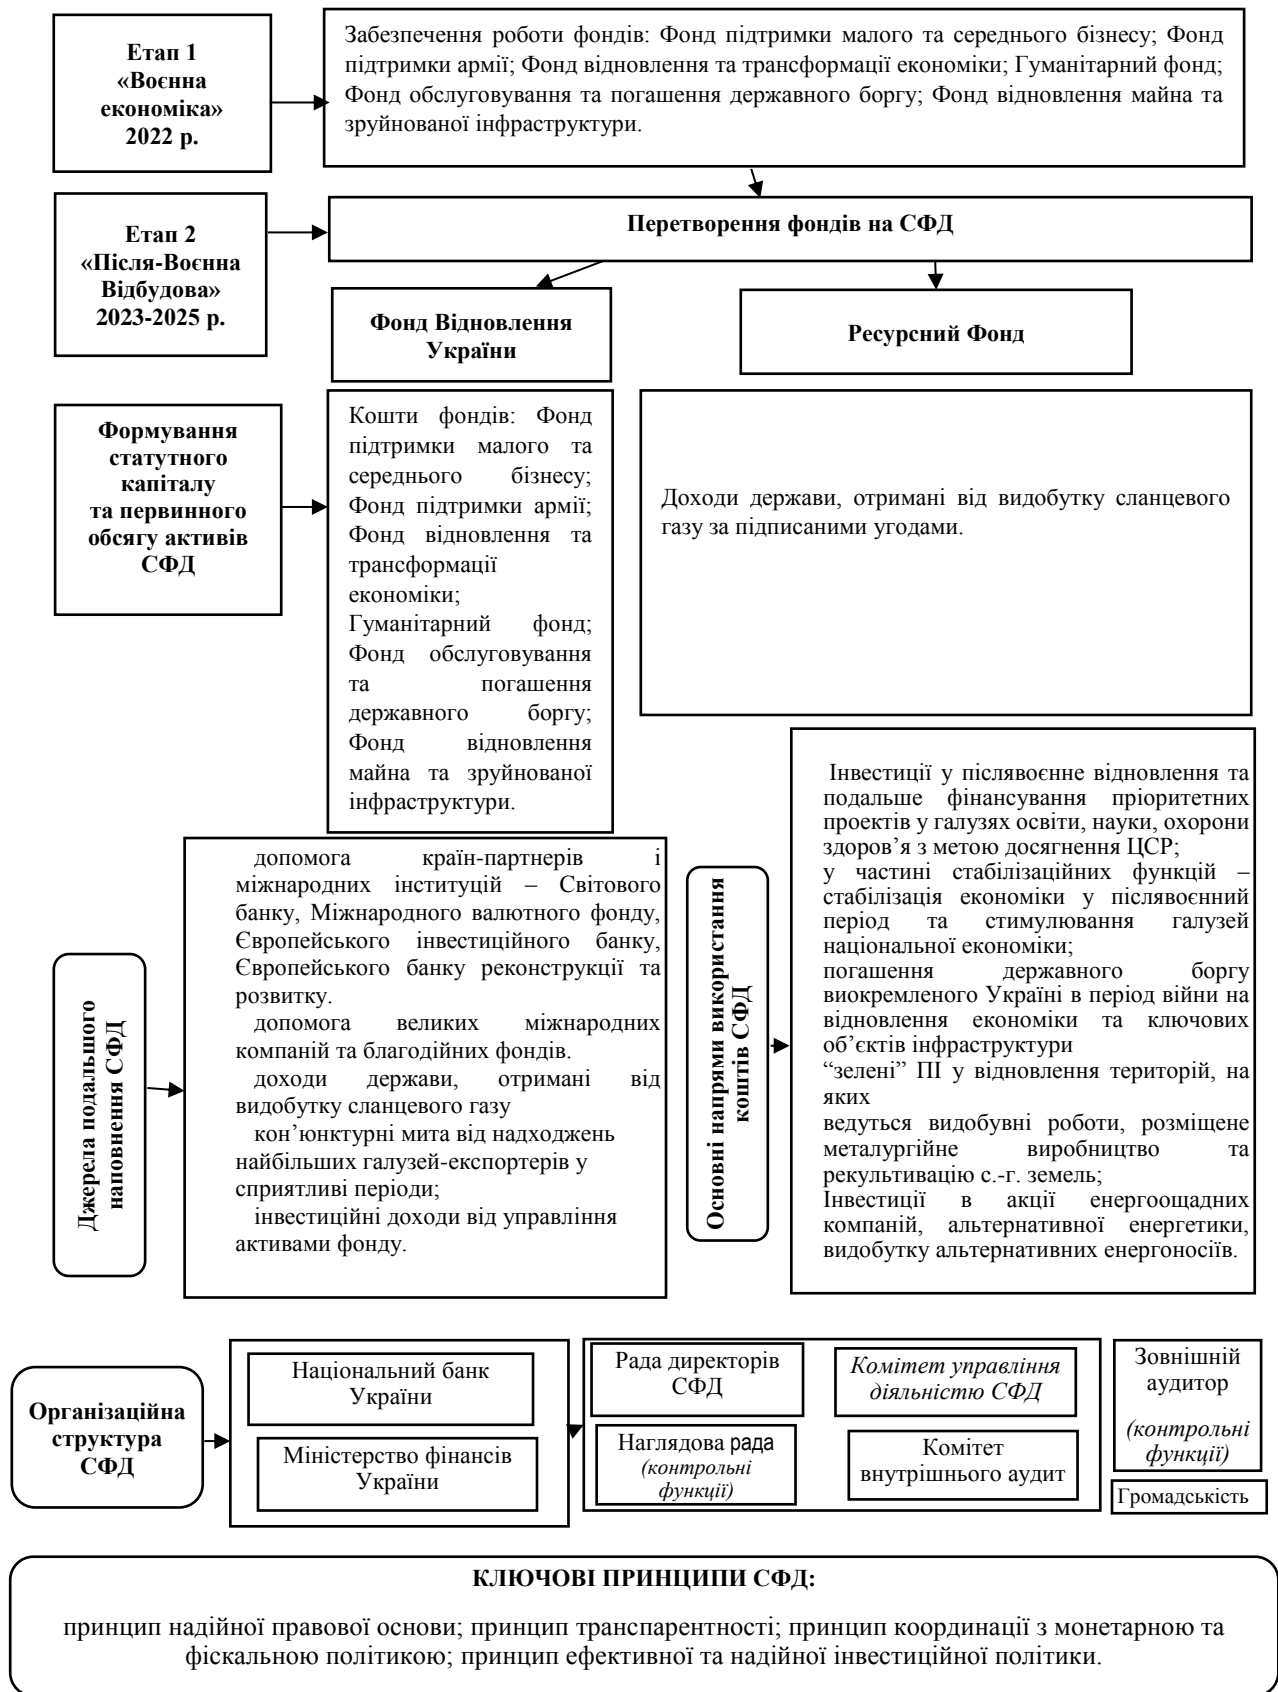 Етап 1
«Воєнна
економіка»
2022 р.
Забезпечення роботи фондів: Фонд підтримки малого та середнього бізнесу; Фонд
підтримки армії; Фонд відновлення та трансформації економіки; Гуманітарний фонд;
Фонд обслуговування та погашення державного боргу; Фонд відновлення майна та
зруйнованої інфраструктури.
Етап 2
«Після-Воєнна
Відбудова»
2023-2025 р.
Перетворення фондів на СФД
Фонд Відновлення
України
Ресурсний Фонд
Формування
статутного
капіталу
та первинного
обсягу активів
СФД
Кошти фондів: Фонд
підтримки малого та
середнього бізнесу;
Фонд підтримки армії;
Фонд відновлення та
трансформації
економіки;
Гуманітарний фонд;
Фонд обслуговування
та погашення
державного боргу;
Фонд відновлення
майна та зруйнованої
інфраструктури.
Доходи держави, отримані від видобутку сланцевого
газу за підписаними угодами.
Джерела подальшого
наповнення СФД
допомога країн-партнерів і
міжнародних інституцій – Світового
банку, Міжнародного валютного фонду,
Європейського інвестиційного банку,
Європейського банку реконструкції та
розвитку.
допомога великих міжнародних
компаній та благодійних фондів.
доходи держави, отримані від
видобутку сланцевого газу
кон’юнктурні мита від надходжень
найбільших галузей-експортерів у
сприятливі періоди;
інвестиційні доходи від управління
активами фонду.
Основні напрями використання
коштів СФД
Інвестиції у післявоєнне відновлення та
подальше фінансування пріоритетних
проектів у галузях освіти, науки, охорони
здоров’я з метою досягнення ЦСР;
у частині стабілізаційних функцій –
стабілізація економіки у післявоєнний
період та стимулювання галузей
національної економіки;
погашення державного боргу
виокремленого Україні в період війни на
відновлення економіки та ключових
об’єктів інфраструктури
“зелені” ПІ у відновлення територій, на
яких
ведуться видобувні роботи, розміщене
металургійне виробництво та
рекультивацію с.-г. земель;
Інвестиції в акції енергоощадних
компаній, альтернативної енергетики,
видобутку альтернативних енергоносіїв.
Організаційна
структура
СФД
Національний банк
України
Міністерство фінансів
України
Рада директорів
СФД
Комітет управління
діяльністю СФД
Наглядова рада
(контрольні
функції)
Комітет
внутрішнього аудит
Зовнішній
аудитор
(контрольні
функції)
Громадськість
КЛЮЧОВІ ПРИНЦИПИ СФД:
принцип надійної правової основи; принцип транспарентності; принцип координації з монетарною та
фіскальною політикою; принцип ефективної та надійної інвестиційної політики.